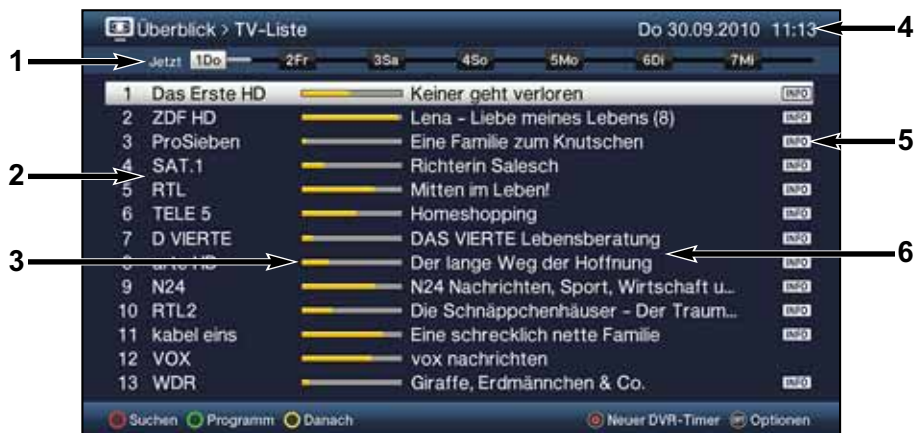 Überblick > TV-Liste Do 30.09.2010 11:13
Jetzt 1Do 2Fr 3Sa 4So 5Mo 6Di 7Mi
1 Das Erste HD Keiner geht verloren INFO
2 ZDF HD Lena - Liebe meines Lebens (8) INFO
3 ProSieben Eine Familie zum Knutschen INFO
4 SAT.1 Richterin Salesch INFO
5 RTL Mitten im Leben! INFO
6 TELE 5 Homeshopping INFO
7 D VIERTE DAS VIERTE Lebensberatung INFO
8 arte HD Der lange Weg der Hoffnung INFO
9 N24 N24 Nachrichten, Sport, Wirtschaft u... INFO
10 RTL2 Die Schnäppchenhäuser - Der Traum... INFO
11 kabel eins Eine schrecklich nette Familie INFO
12 VOX vox nachrichten
13 WDR Giraffe, Erdmännchen & Co. INFO
Suchen Programm Danach Neuer DVR-Timer Optionen
1
2
3
4
5
6